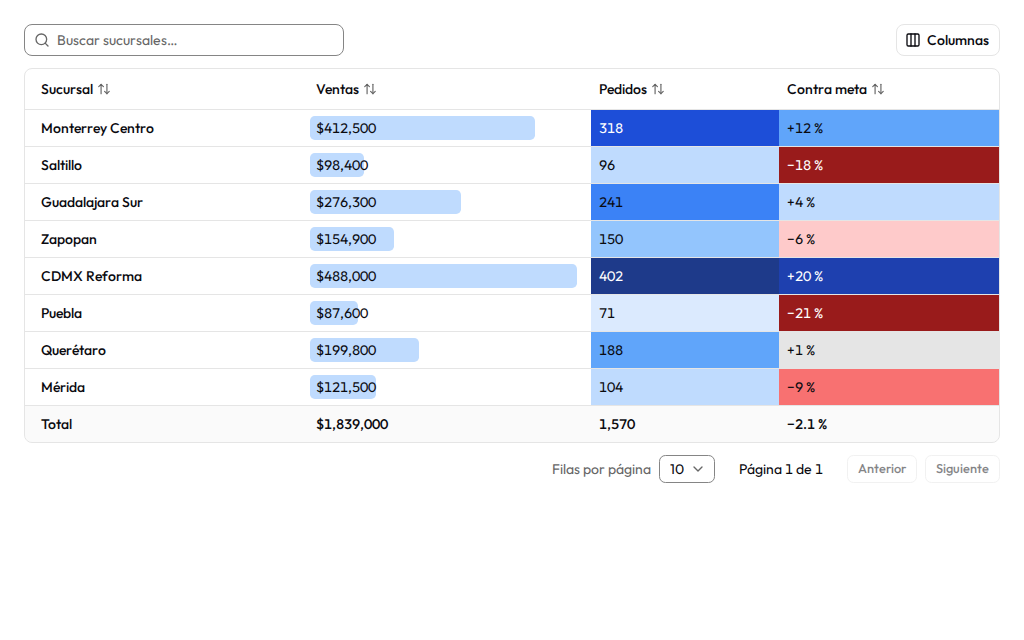 Buscar sucursales...
Columnas
Sucursal Ventas Pedidos Contra meta
Monterrey Centro $412,500 318 +12 %
Saltillo $98,400 96 −18 %
Guadalajara Sur $276,300 241 +4 %
Zapopan $154,900 150 −6 %
CDMX Reforma $488,000 402 +20 %
Puebla $87,600 71 −21 %
Querétaro $199,800 188 +1 %
Mérida $121,500 104 −9 %
Total $1,839,000 1,570 −2.1 %
Filas por página 10 Página 1 de 1 Anterior Siguiente